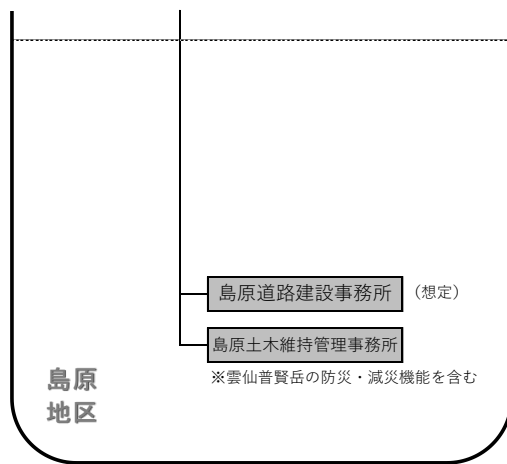 島原道路建設事務所 （想定）
島原土木維持管理事務所
※雲仙普賢岳の防災・減災機能を含む
島原
地区